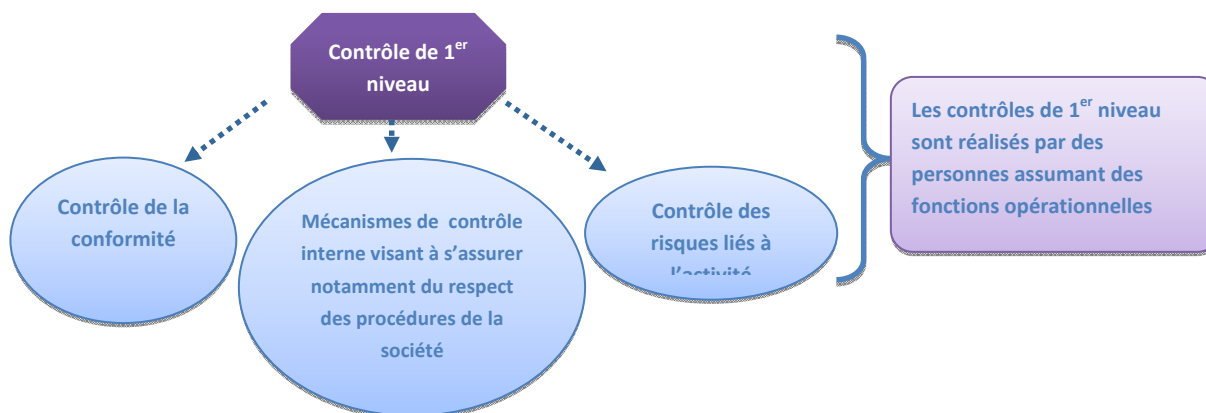 Contrôle de 1er
niveau
Les contrôles de 1er niveau
sont réalisés par des
personnes assumant des
fonctions opérationnelles
Contrôle de la
conformité
Mécanismes de contrôle
interne visant à s’assurer
notamment du respect
des procédures de la
société
Contrôle des
risques liés à
l’activité